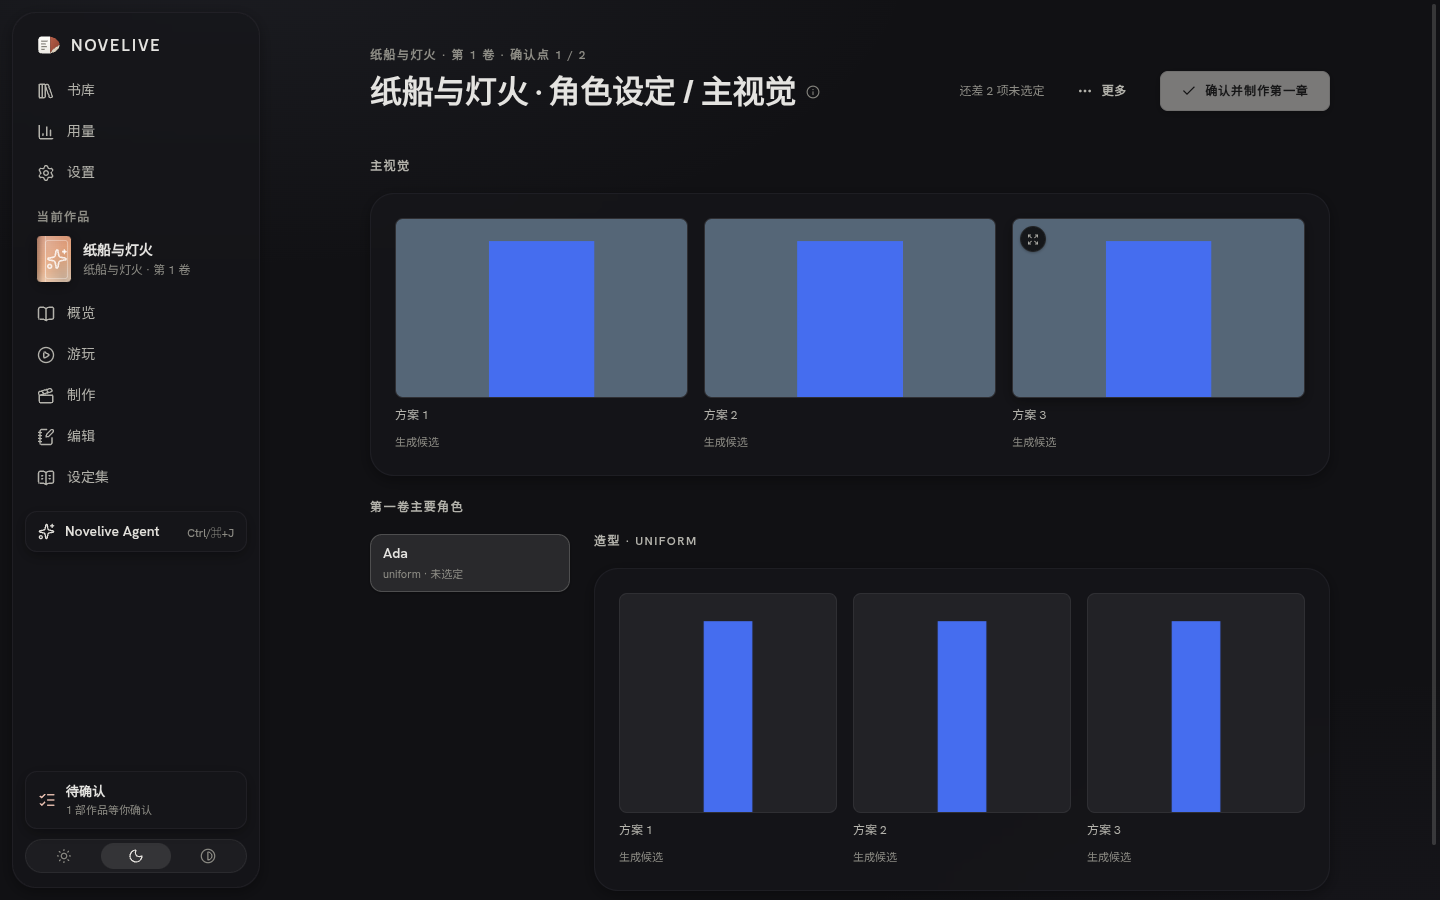 NOVELIVE
书库
用量
设置
当前作品
纸船与灯火
纸船与灯火 · 第 1 卷
概览
游玩
制作
编辑
设定集
Novelive Agent
Ctrl/⌘+J
待确认
1 部作品等你确认
纸船与灯火 · 第 1 卷 · 确认点 1 / 2
纸船与灯火 · 角色设定 / 主视觉
还差 2 项未选定
更多
确认并制作第一章
主视觉
方案 1
生成候选
方案 2
生成候选
方案 3
生成候选
第一卷主要角色
Ada
uniform · 未选定
造型 · UNIFORM
方案 1
生成候选
方案 2
生成候选
方案 3
生成候选